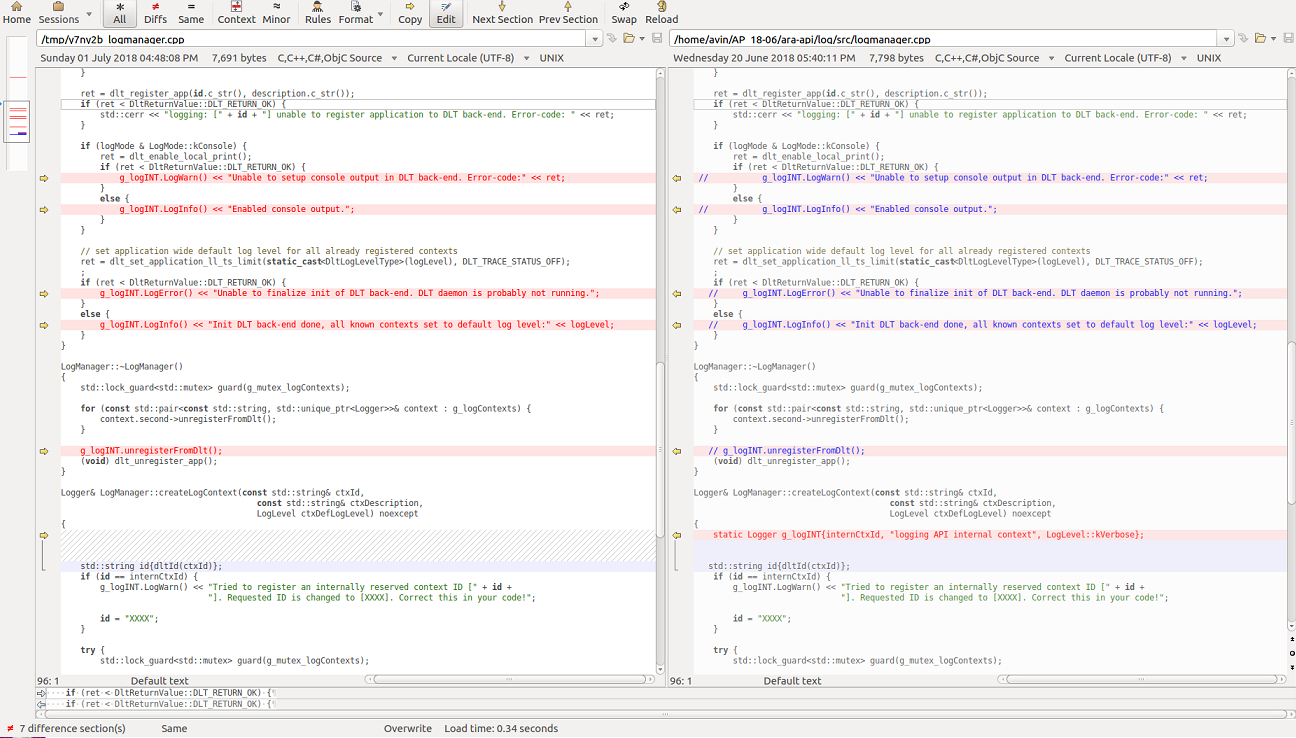 Home Sessions All Diffs Same Context Minor Rules Format Copy Edit Next Section Prev Section Swap Reload
/tmp/v7ny2b_logmanager.cpp
Sunday 01 July 2018 04:48:08 PM 7,691 bytes C,C++,C#,ObjC Source Current Locale (UTF-8) UNIX
}
ret = dlt_register_app(id.c_str(), description.c_str());
if (ret < DltReturnValue::DLT_RETURN_OK) {
std::cerr << "logging: [" + id + "] unable to register application to DLT back-end. Error-code: " << ret;
}
if (logMode & LogMode::kConsole) {
ret = dlt_enable_local_print();
if (ret < DltReturnValue::DLT_RETURN_OK) {
g_logINT.LogWarn() << "Unable to setup console output in DLT back-end. Error-code:" << ret;
}
else {
g_logINT.LogInfo() << "Enabled console output.";
}
}
// set application wide default log level for all already registered contexts
ret = dlt_set_application_ll_ts_limit(static_cast<DltLogLevelType>(logLevel), DLT_TRACE_STATUS_OFF);
;
if (ret < DltReturnValue::DLT_RETURN_OK) {
g_logINT.LogError() << "Unable to finalize init of DLT back-end. DLT daemon is probably not running.";
}
else {
g_logINT.LogInfo() << "Init DLT back-end done, all known contexts set to default log level:" << logLevel;
}
}
LogManager::~LogManager()
{
std::lock_guard<std::mutex> guard(g_mutex_logContexts);
for (const std::pair<const std::string, std::unique_ptr<Logger>>& context : g_logContexts) {
context.second->unregisterFromDlt();
}
g_logINT.unregisterFromDlt();
(void) dlt_unregister_app();
}
Logger& LogManager::createLogContext(const std::string& ctxId,
const std::string& ctxDescription,
LogLevel ctxDefLogLevel) noexcept
{
std::string id{dltId(ctxId)};
if (id == internCtxId) {
g_logINT.LogWarn() << "Tried to register an internally reserved context ID [" + id +
"]. Requested ID is changed to [XXXX]. Correct this in your code!";
id = "XXXX";
}
try {
std::lock_guard<std::mutex> guard(g_mutex_logContexts);
96: 1 Default text
/home/avin/AP_18-06/ara-api/log/src/logmanager.cpp
Wednesday 20 June 2018 05:40:11 PM 7,798 bytes C,C++,C#,ObjC Source Current Locale (UTF-8) UNIX
}
ret = dlt_register_app(id.c_str(), description.c_str());
if (ret < DltReturnValue::DLT_RETURN_OK) {
std::cerr << "logging: [" + id + "] unable to register application to DLT back-end. Error-code: " << ret;
}
if (logMode & LogMode::kConsole) {
ret = dlt_enable_local_print();
if (ret < DltReturnValue::DLT_RETURN_OK) {
// g_logINT.LogWarn() << "Unable to setup console output in DLT back-end. Error-code:" << ret;
}
else {
// g_logINT.LogInfo() << "Enabled console output.";
}
}
// set application wide default log level for all already registered contexts
ret = dlt_set_application_ll_ts_limit(static_cast<DltLogLevelType>(logLevel), DLT_TRACE_STATUS_OFF);
;
if (ret < DltReturnValue::DLT_RETURN_OK) {
// g_logINT.LogError() << "Unable to finalize init of DLT back-end. DLT daemon is probably not running.";
}
else {
// g_logINT.LogInfo() << "Init DLT back-end done, all known contexts set to default log level:" << logLevel;
}
}
LogManager::~LogManager()
{
std::lock_guard<std::mutex> guard(g_mutex_logContexts);
for (const std::pair<const std::string, std::unique_ptr<Logger>>& context : g_logContexts) {
context.second->unregisterFromDlt();
}
// g_logINT.unregisterFromDlt();
(void) dlt_unregister_app();
}
Logger& LogManager::createLogContext(const std::string& ctxId,
const std::string& ctxDescription,
LogLevel ctxDefLogLevel) noexcept
{
static Logger g_logINT{internCtxId, "logging API internal context", LogLevel::kVerbose};
std::string id{dltId(ctxId)};
if (id == internCtxId) {
g_logINT.LogWarn() << "Tried to register an internally reserved context ID [" + id +
"]. Requested ID is changed to [XXXX]. Correct this in your code!";
id = "XXXX";
}
try {
std::lock_guard<std::mutex> guard(g_mutex_logContexts);
96: 1 Default text
if (ret < DltReturnValue::DLT_RETURN_OK) {¶
if (ret < DltReturnValue::DLT_RETURN_OK) {¶
7 difference section(s) Same Overwrite Load time: 0.34 seconds